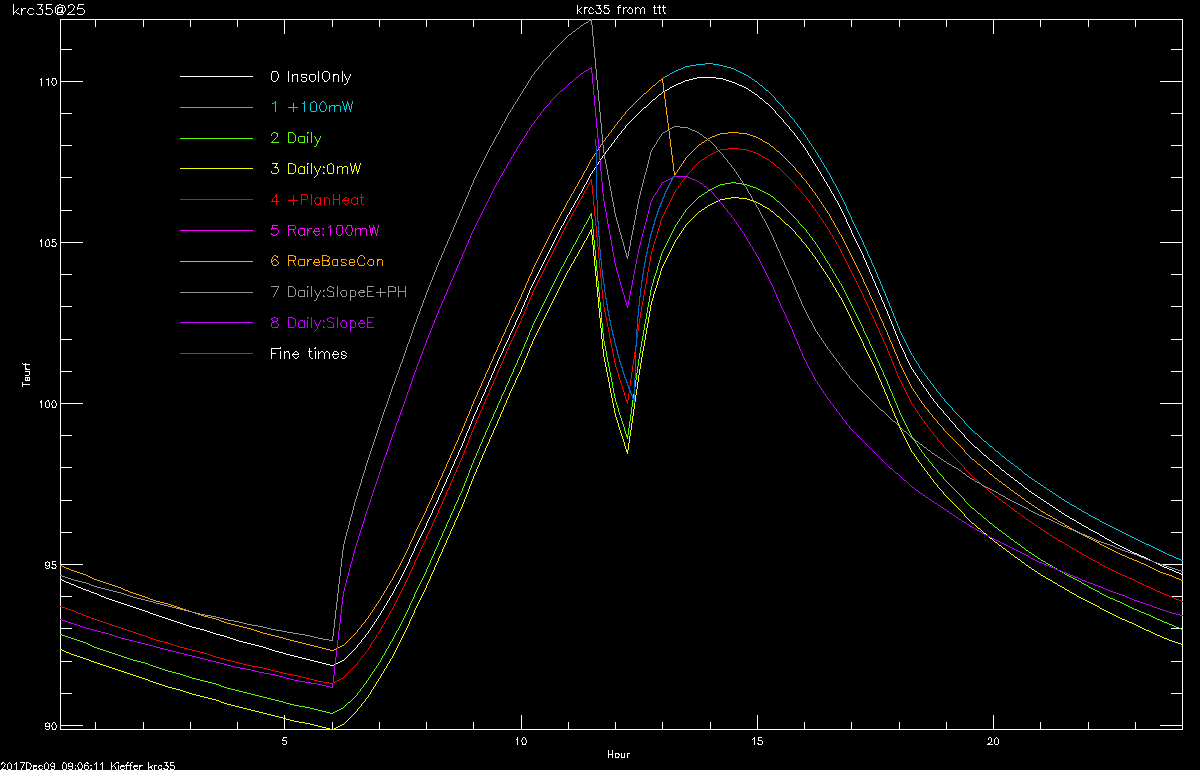 krc35@25
krc35 from ttt
110
105
100
95
90
Tsurf
0 InsolOnly
1 +100mW
2 Daily
3 Daily:0mW
4 +PlanHeat
5 Rare:100mW
6 RareBaseCon
7 Daily:SlopeE+PH
8 Daily:SlopeE
Fine times
5 10 15 20
Hour
2017Dec09 09:06:11 Kieffer krc35